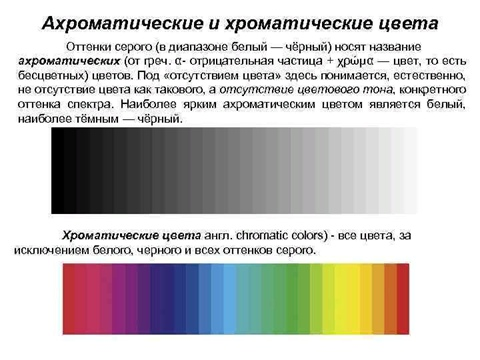 Ахроматические и хроматические цвета
Оттенки серого (в диапазоне белый — чёрный) носят название
ахроматических (от греч. α- отрицательная частица + χρώμα — цвет, то есть
бесцветных) цветов. Под «отсутствием цвета» здесь понимается, естественно,
не отсутствие цвета как такового, а отсутствие цветового тона, конкретного
оттенка спектра. Наиболее ярким ахроматическим цветом является белый,
наиболее тёмным — чёрный.
Хроматические цвета англ. chromatic colors) - все цвета, за
исключением белого, черного и всех оттенков серого.